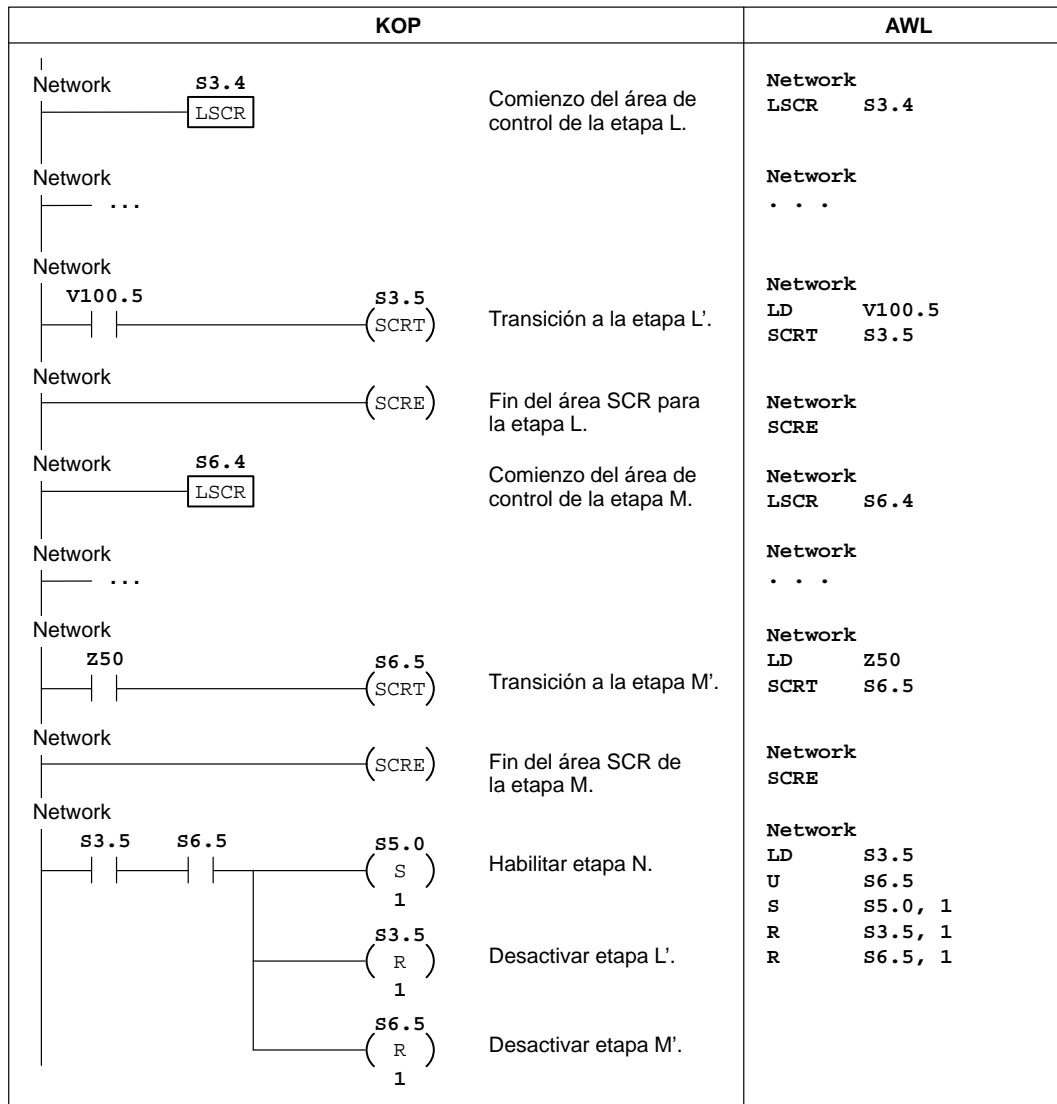 KOP
AWL
Network
S3.4
LSCR
Comienzo del área de
control de la etapa L.
Network
LSCR S3.4
Network
...
Network
. . .
Network
V100.5
S3.5
SCRT
Transición a la etapa L'.
Network
LD V100.5
SCRT S3.5
Network
SCRE
Fin del área SCR para
la etapa L.
Network
SCRE
Network
S6.4
LSCR
Comienzo del área de
control de la etapa M.
Network
LSCR S6.4
Network
...
Network
. . .
Network
Z50
S6.5
SCRT
Transición a la etapa M'.
Network
LD Z50
SCRT S6.5
Network
SCRE
Fin del área SCR de
la etapa M.
Network
SCRE
Network
S3.5 S6.5
S5.0
S
1
Habilitar etapa N.
S3.5
R
1
Desactivar etapa L'.
S6.5
R
1
Desactivar etapa M'.
Network
LD S3.5
U S6.5
S S5.0, 1
R S3.5, 1
R S6.5, 1